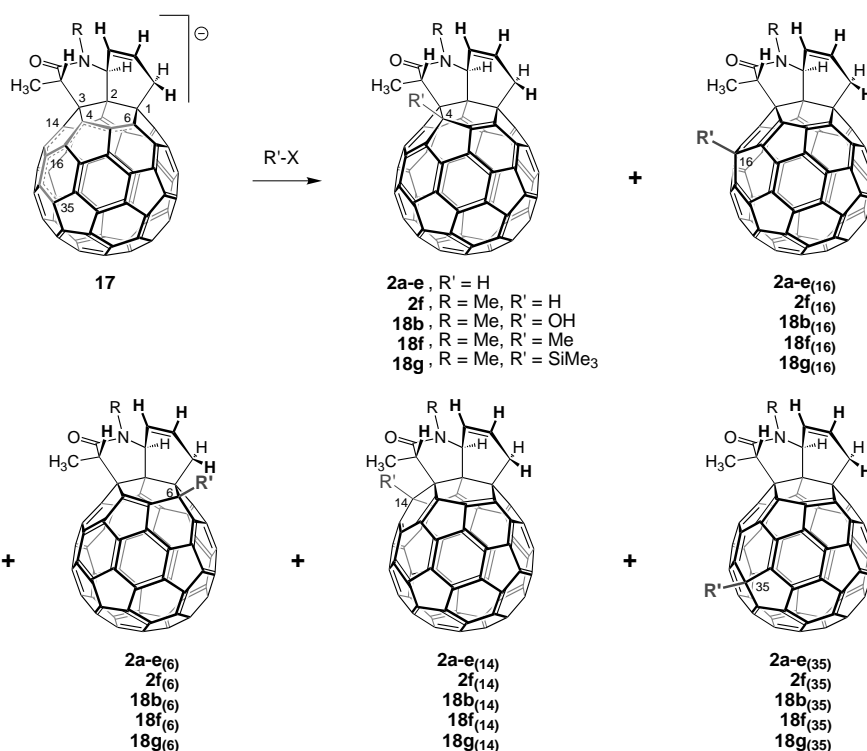 R
H
H
⊖
O
N
H
H
H
H3C
H
3
2
1
14
4
6
16
35
17
R'-X
R
H
H
O
N
H
H
H
H3C
H
R'
4
2a-e , R' = H
2f , R = Me, R' = H
18b , R = Me, R' = OH
18f , R = Me, R' = Me
18g , R = Me, R' = SiMe3
+
R
H
H
O
N
H
H
H
H3C
H
R'
16
2a-e(16)
2f(16)
18b(16)
18f(16)
18g(16)
+
R
H
H
O
N
H
H
H
H3C
H
6
R'
2a-e(6)
2f(6)
18b(6)
18f(6)
18g(6)
+
R
H
H
O
N
H
H
H
H3C
H
R'
14
2a-e(14)
2f(14)
18b(14)
18f(14)
18g(14)
+
R
H
H
O
N
H
H
H
H3C
H
R'
35
2a-e(35)
2f(35)
18b(35)
18f(35)
18g(35)